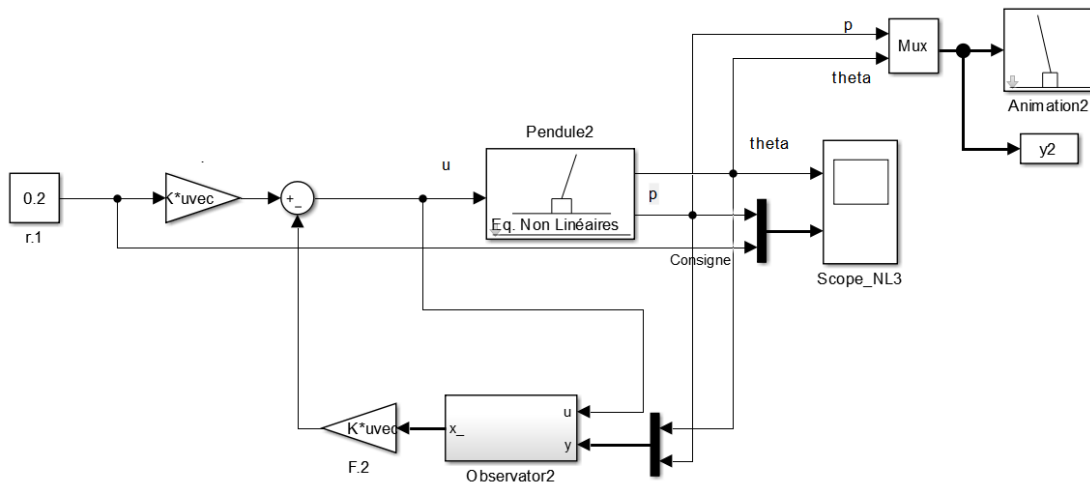 p
Mux
theta
Animation2
Pendule2
u
theta
y2
0.2
K*uvec
+_
p
Eq. Non Linéaires
r.1
Consigne
Scope_NL3
u
K*uvec
x_
y
F.2
Observator2